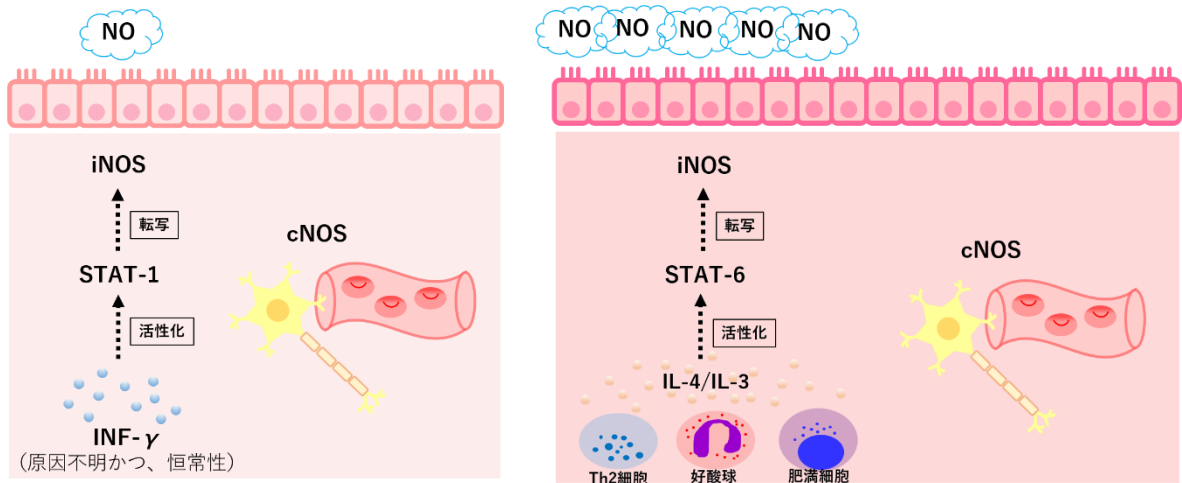 NO
iNOS
転写
cNOS
STAT-1
活性化
INF-γ
(原因不明かつ、恒常性)
NO NO NO NO NO
iNOS
転写
cNOS
STAT-6
活性化
IL-4/IL-3
Th2細胞 好酸球 肥満細胞